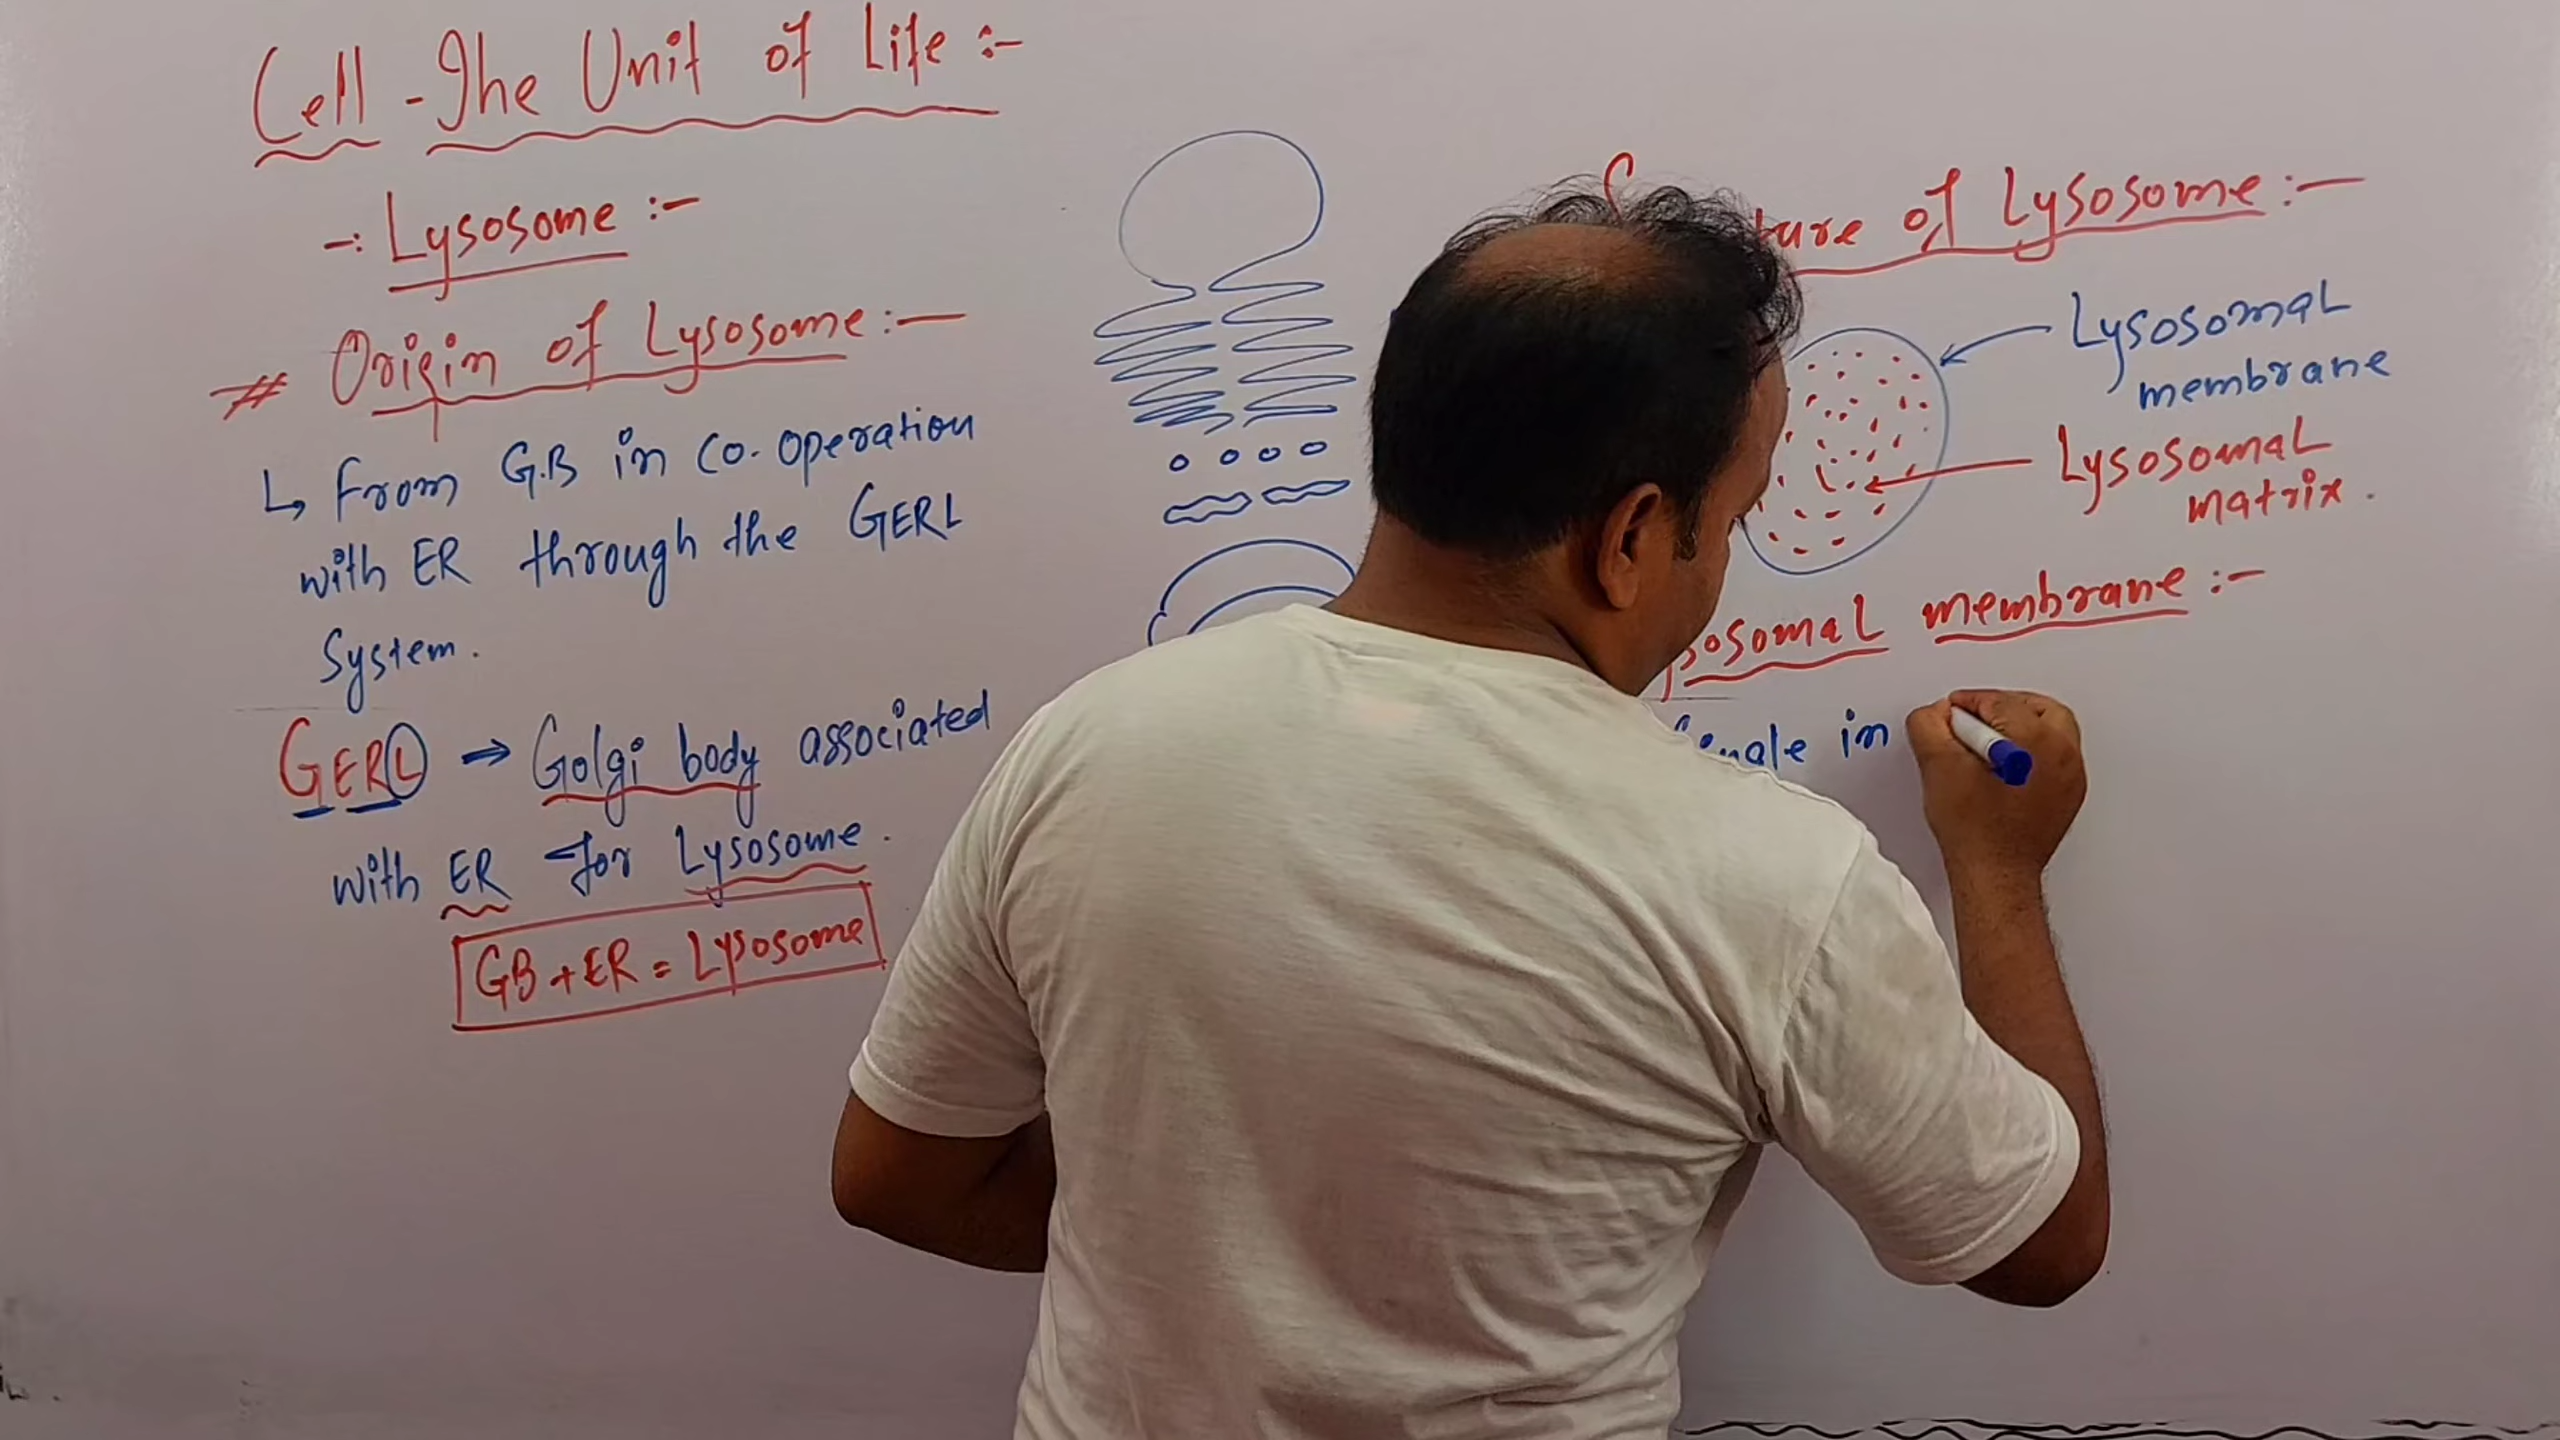 Cell - The Unit of Life :-
-: Lysosome :-
# Origin of Lysosome :-
↳ From G.B in Co-operation
with ER through the GERL
System.
GERL → Golgi body associated
with ER for Lysosome.
GB + ER = Lysosome
of Lysosome :-
Lysosomal
membrane
Lysosomal
matrix.
membrane :-
in